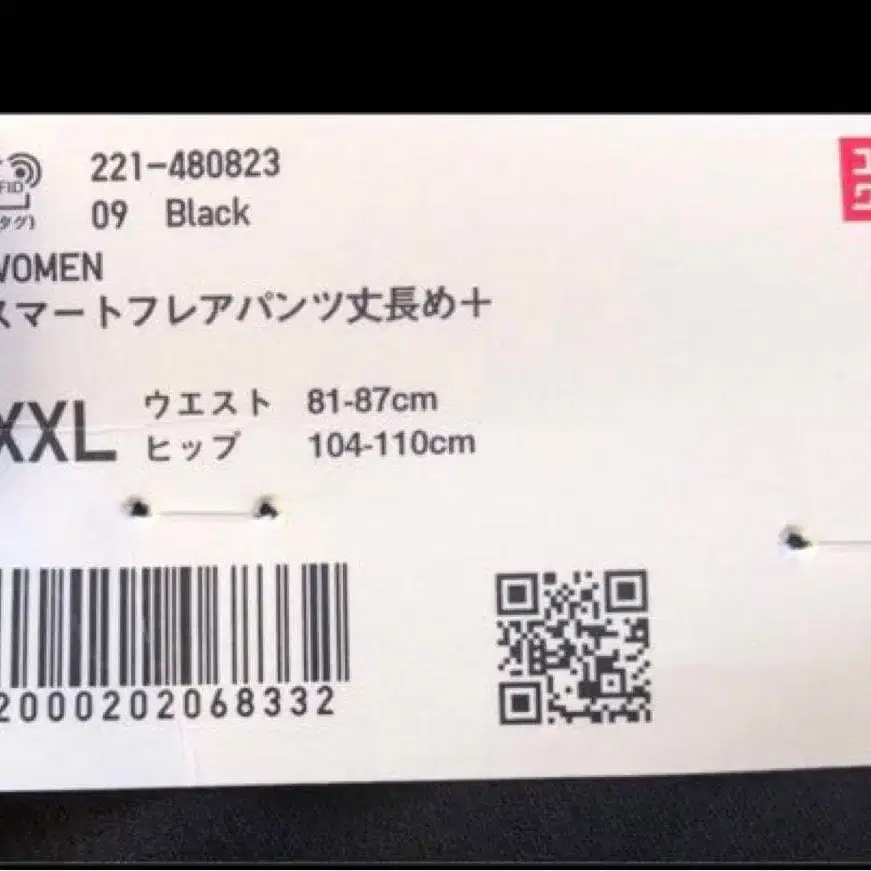 221-480823
09 Black
WOMEN
スマートフレアパンツ丈長め+
XXL
ウエスト 81-87cm
ヒップ 104-110cm
2000202068332